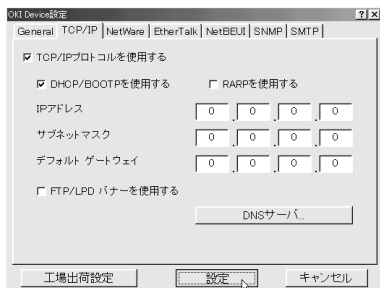 OKI Device設定
General TCP/IP NetWare EtherTalk NetBEUI SNMP SMTP
TCP/IPプロトコルを使用する
DHCP/BOOTPを使用する RARPを使用する
IPアドレス 0 . 0 . 0 . 0
サブネットマスク 0 . 0 . 0 . 0
デフォルト ゲートウェイ 0 . 0 . 0 . 0
FTP/LPD バナーを使用する
DNSサーバ...
工場出荷設定 設定 キャンセル